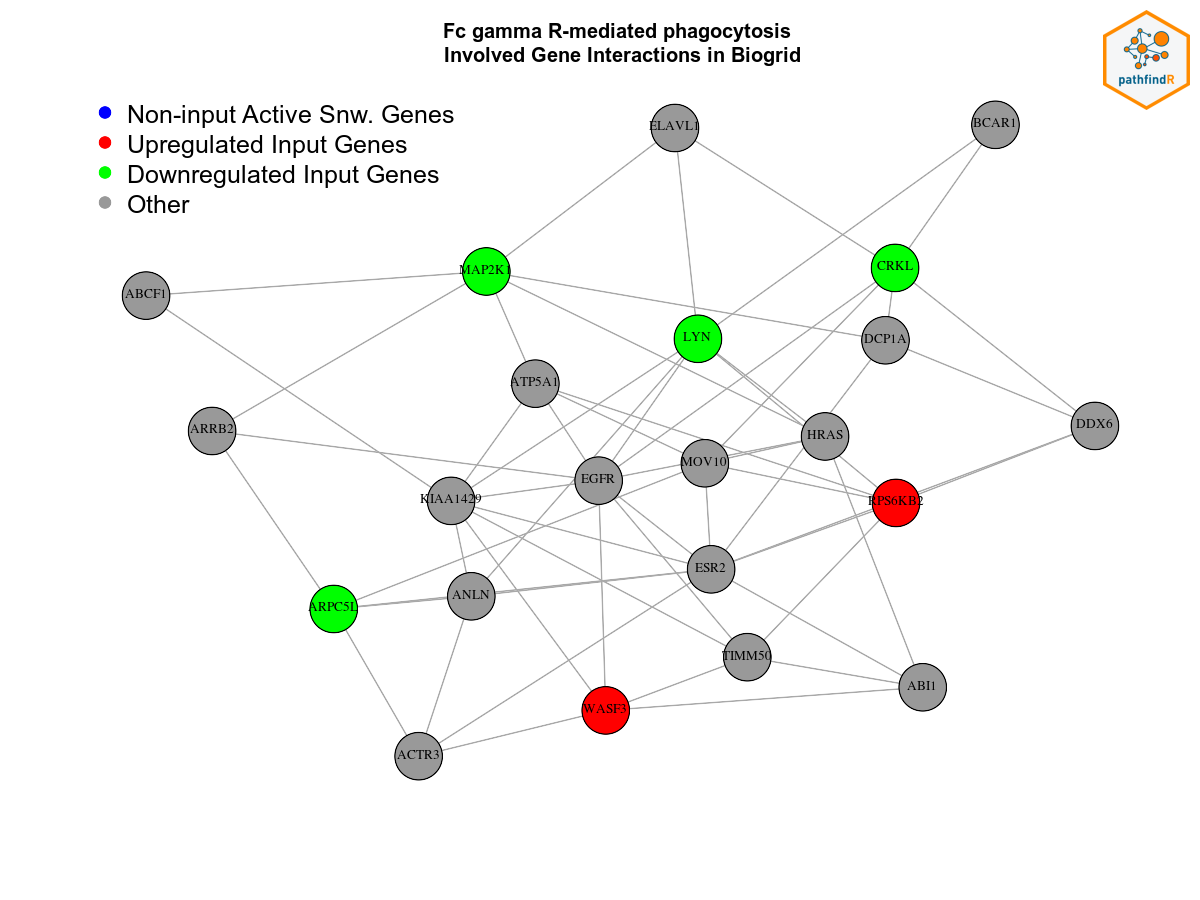 Fc gamma R-mediated phagocytosis
Involved Gene Interactions in Biogrid
pathfindR
Non-input Active Snw. Genes
Upregulated Input Genes
Downregulated Input Genes
Other
ELAVL1
BCAR1
MAP2K1
CRKL
ABCF1
LYN
DCP1A
ATP5A1
ARRB2
HRAS
DDX6
MOV10
EGFR
KIAA1429
RPS6KB2
ESR2
ANLN
ARPC5L
TIMM50
ABI1
WASF3
ACTR3